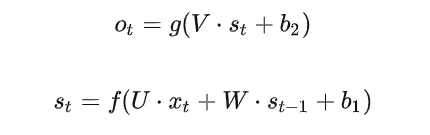 o_t = g(V · s_t + b_2)
s_t = f(U · x_t + W · s_{t−1} + b_1)